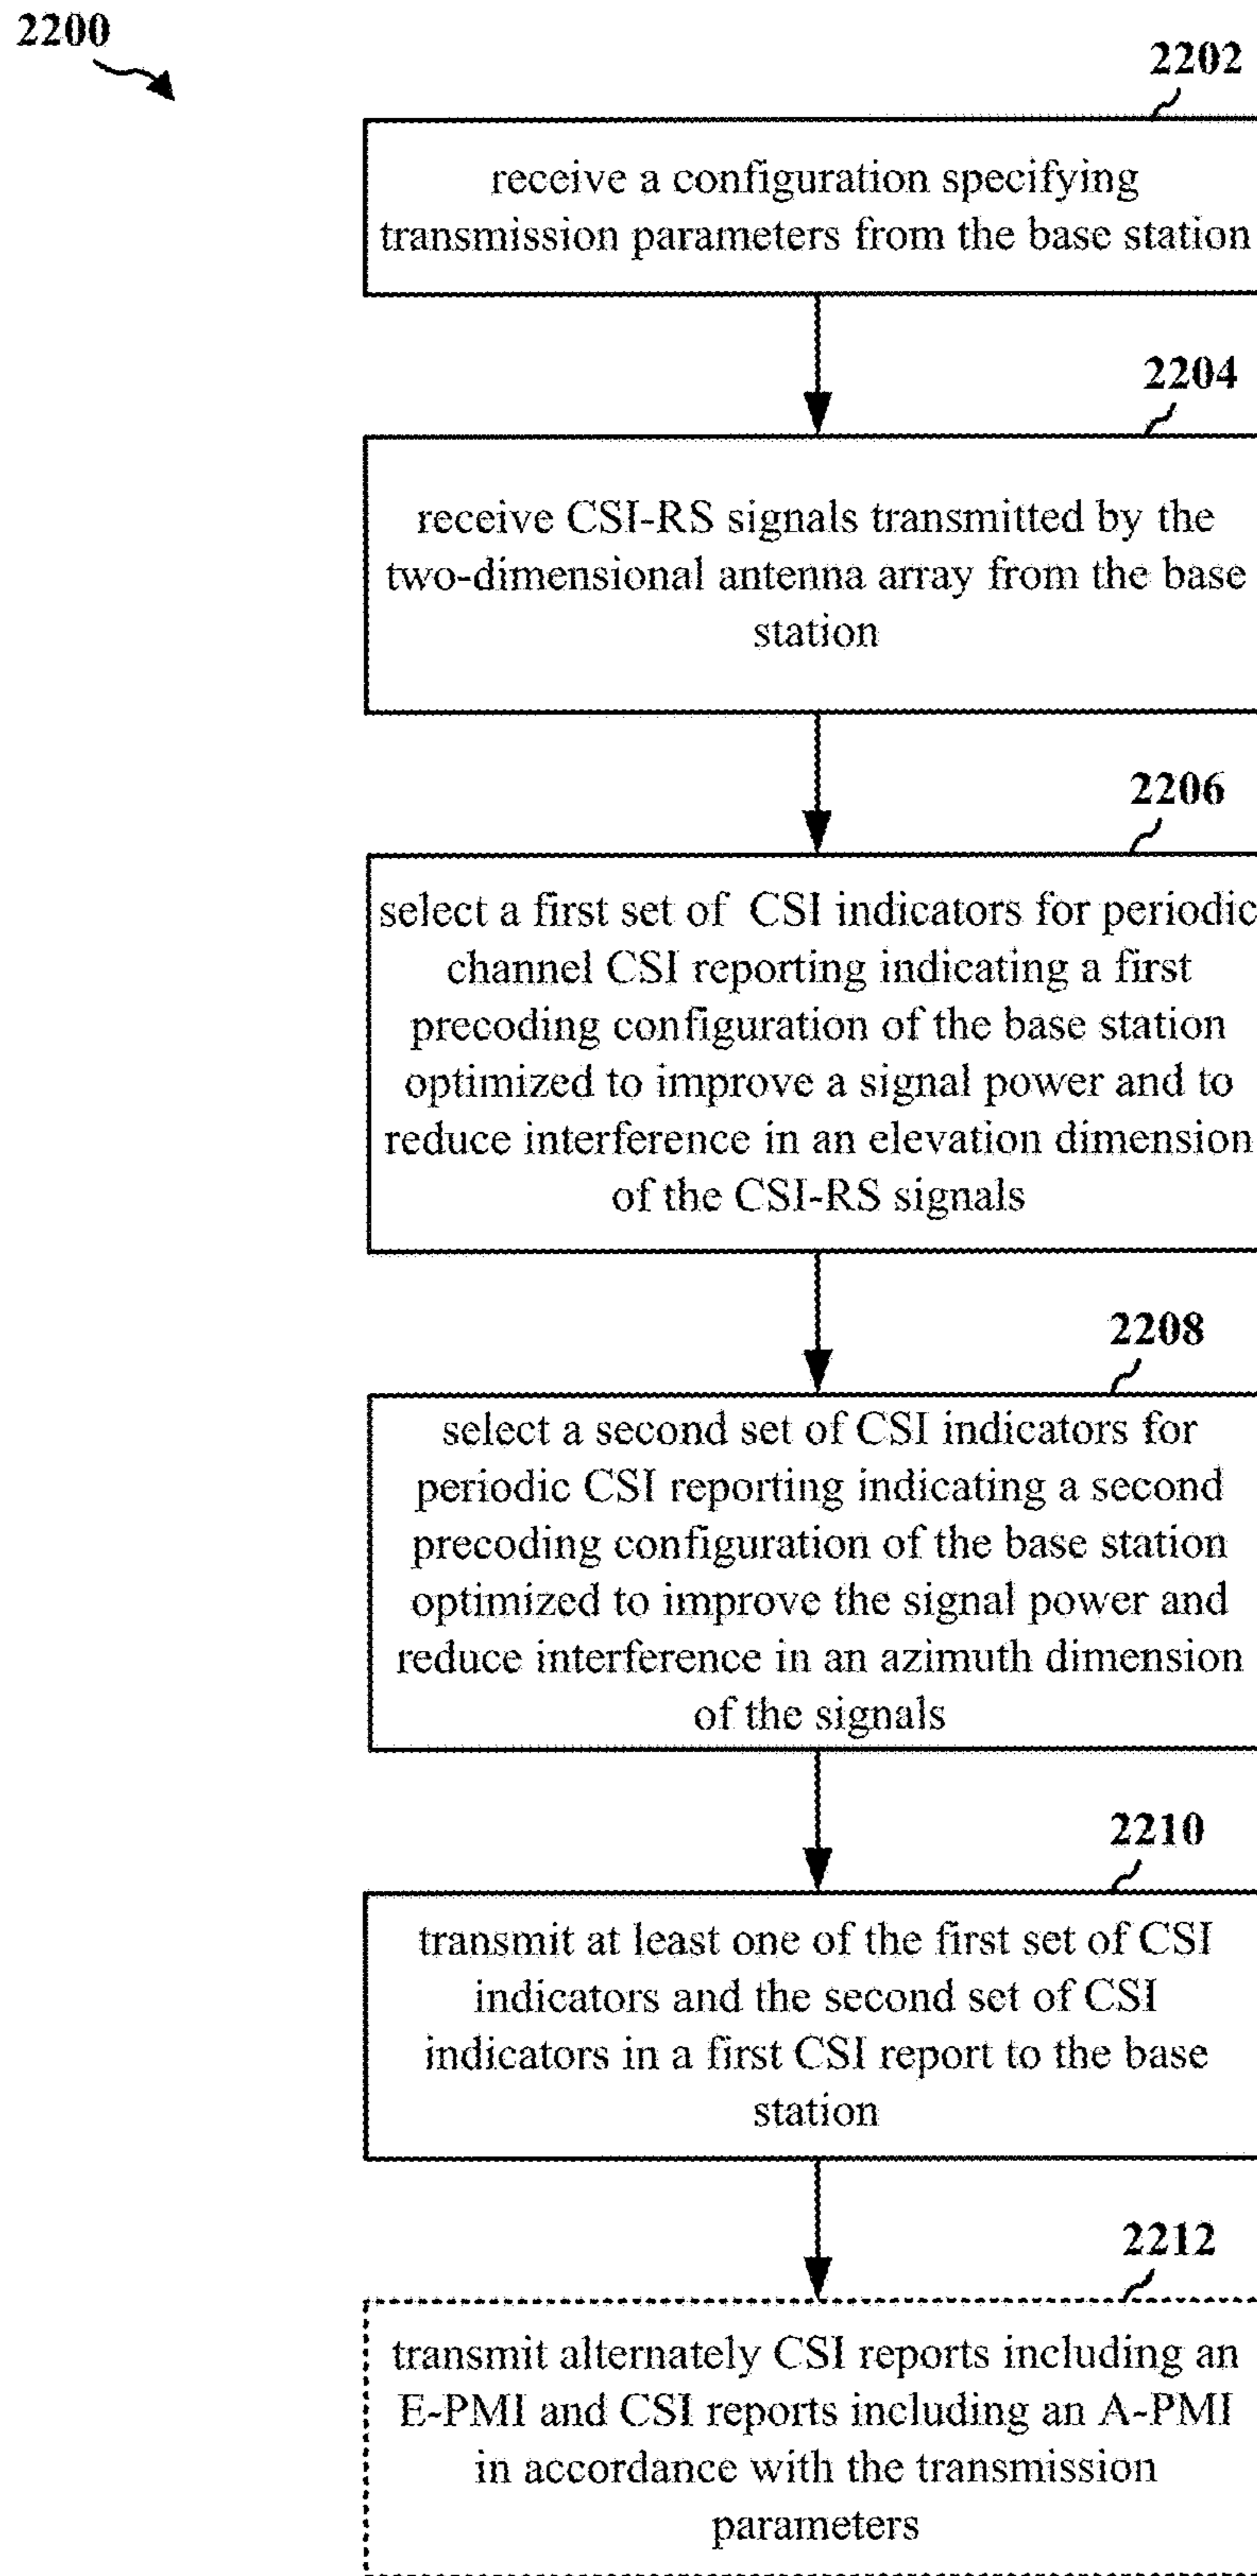 2200
2202
receive a configuration specifying
transmission parameters from the base station
2204
receive CSI-RS signals transmitted by the
two-dimensional antenna array from the base
station
2206
select a first set of CSI indicators for periodic
channel CSI reporting indicating a first
precoding configuration of the base station
optimized to improve a signal power and to
reduce interference in an elevation dimension
of the CSI-RS signals
2208
select a second set of CSI indicators for
periodic CSI reporting indicating a second
precoding configuration of the base station
optimized to improve the signal power and
reduce interference in an azimuth dimension
of the signals
2210
transmit at least one of the first set of CSI
indicators and the second set of CSI
indicators in a first CSI report to the base
station
2212
transmit alternately CSI reports including an
E-PMI and CSI reports including an A-PMI
in accordance with the transmission
parameters